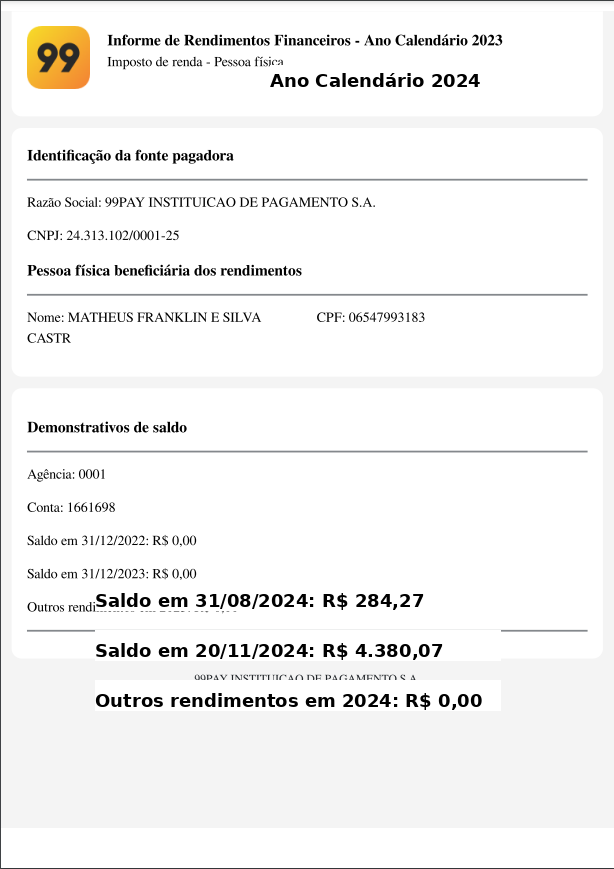 99
Informe de Rendimentos Financeiros - Ano Calendário 2023
Imposto de renda - Pessoa física
Ano Calendário 2024
Identificação da fonte pagadora
Razão Social: 99PAY INSTITUICAO DE PAGAMENTO S.A.
CNPJ: 24.313.102/0001-25
Pessoa física beneficiária dos rendimentos
Nome: MATHEUS FRANKLIN E SILVA CPF: 06547993183
CASTR
Demonstrativos de saldo
Agência: 0001
Conta: 1661698
Saldo em 31/12/2022: R$ 0,00
Saldo em 31/12/2023: R$ 0,00
Saldo em 31/08/2024: R$ 284,27
Outros rendi
Saldo em 20/11/2024: R$ 4.380,07
99PAY INSTITUICAO DE PAGAMENTO S.A
Outros rendimentos em 2024: R$ 0,00